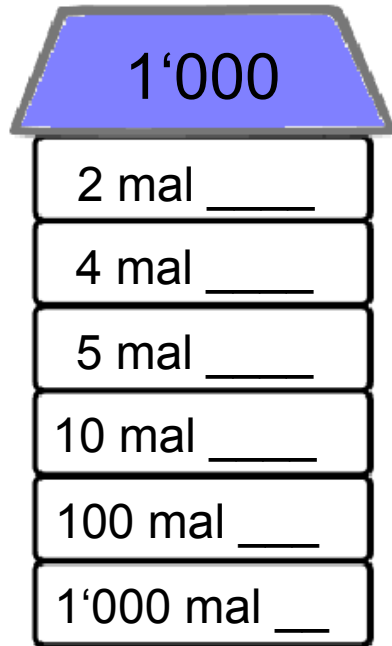 1‘000
2 mal ____
4 mal ____
5 mal ____
10 mal ____
100 mal ___
1‘000 mal __